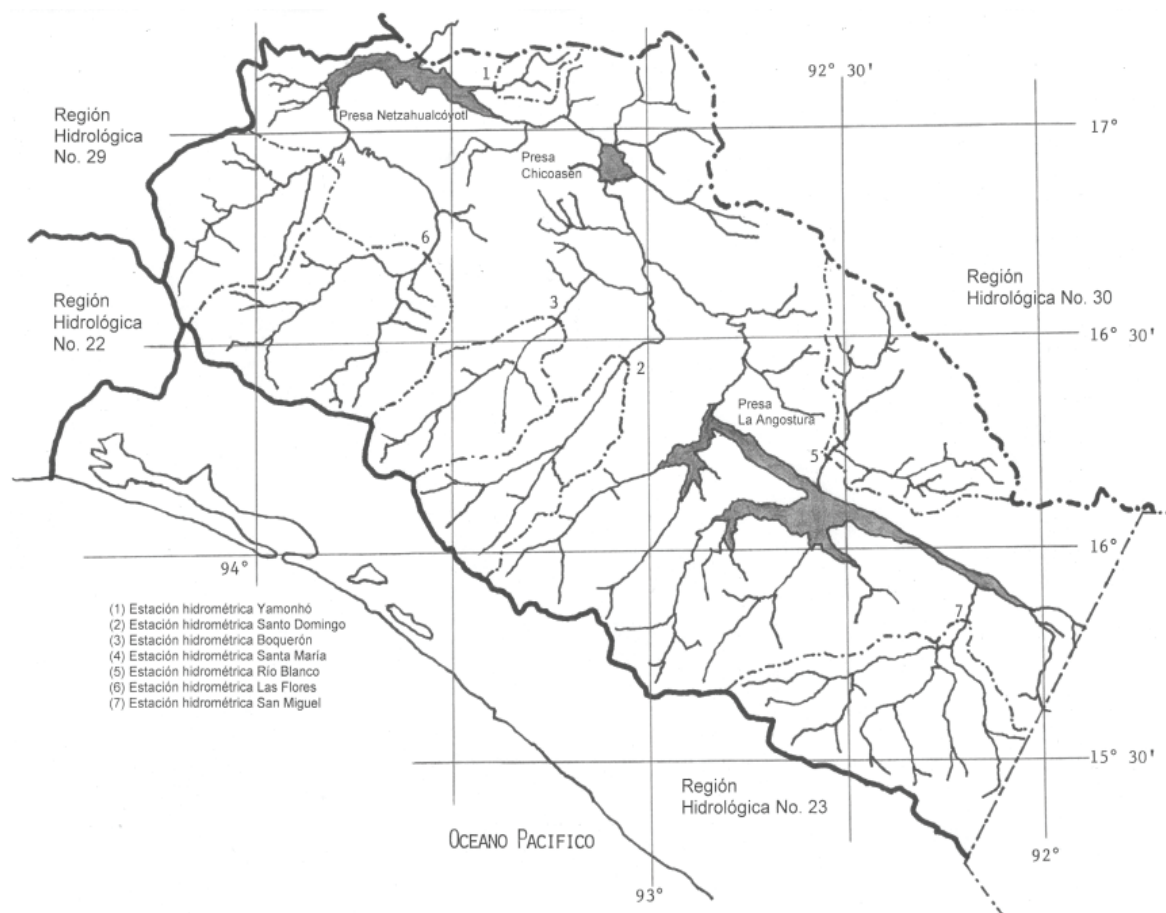 92° 30'
1
Región
Hidrológica
No. 29
Presa Netzahualcóyotl
17°
4
Presa
Chicoasén
6
Región
Hidrológica No. 30
Región
Hidrológica
No. 22
3
16° 30'
2
Presa
La Angostura
5
16°
94°
(1) Estación hidrométrica Yamonhó
(2) Estación hidrométrica Santo Domingo
(3) Estación hidrométrica Boquerón
(4) Estación hidrométrica Santa María
(5) Estación hidrométrica Río Blanco
(6) Estación hidrométrica Las Flores
(7) Estación hidrométrica San Miguel
7
15° 30'
Región
Hidrológica No. 23
OCEANO PACIFICO
92°
93°